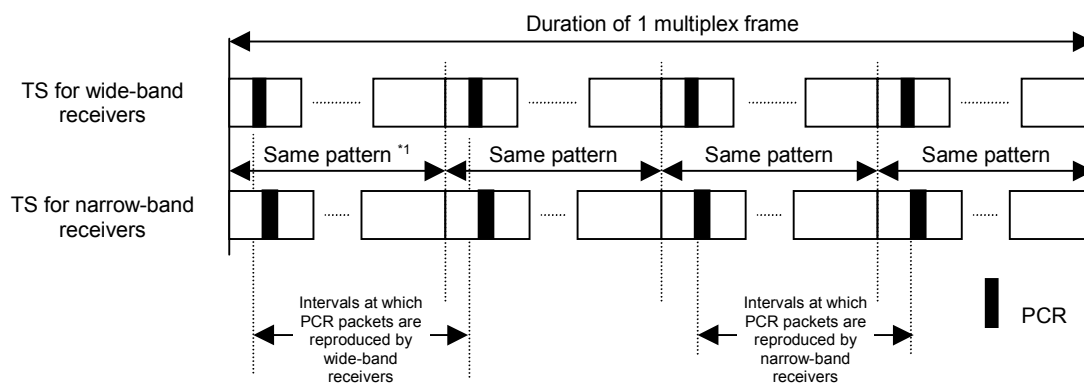 Duration of 1 multiplex frame
TS for wide-band
receivers
Same pattern *1
Same pattern
Same pattern
Same pattern
TS for narrow-band
receivers
Intervals at which
PCR packets are
reproduced by
wide-band
receivers
Intervals at which
PCR packets are
reproduced by
narrow-band
receivers
PCR